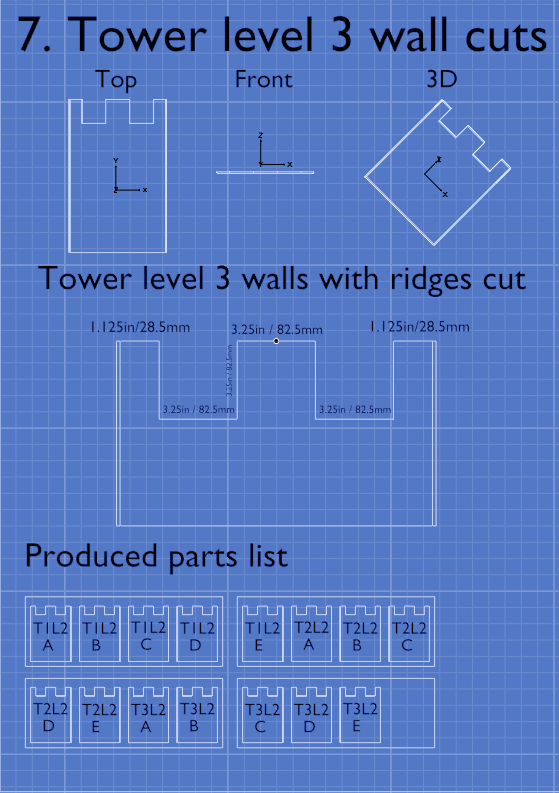 7. Tower level 3 wall cuts
Top Front 3D
Y
X
Z
Z
X
Z
X
Tower level 3 walls with ridges cut
1.125in/28.5mm 3.25in / 82.5mm 1.125in/28.5mm
3.25in / 82.5mm
3.25in / 82.5mm 3.25in / 82.5mm
Produced parts list
T1L2 T1L2 T1L2 T1L2 T1L2 T2L2 T2L2 T2L2
A B C D E A B C
T2L2 T2L2 T3L2 T3L2 T3L2 T3L2 T3L2
D E A B C D E